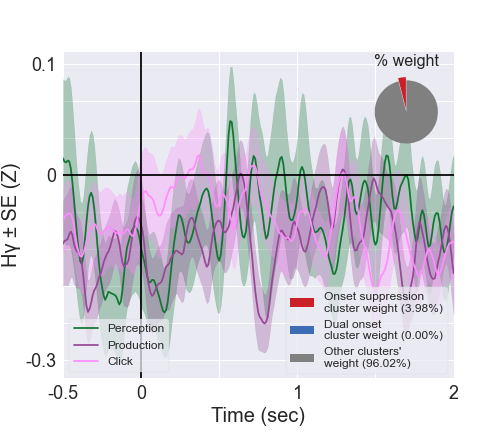 % weight
0.1
0
-0.3
Hγ ± SE (Z)
Perception
Production
Click
Onset suppression
cluster weight (3.98%)
Dual onset
cluster weight (0.00%)
Other clusters'
weight (96.02%)
-0.5
0
1
2
Time (sec)